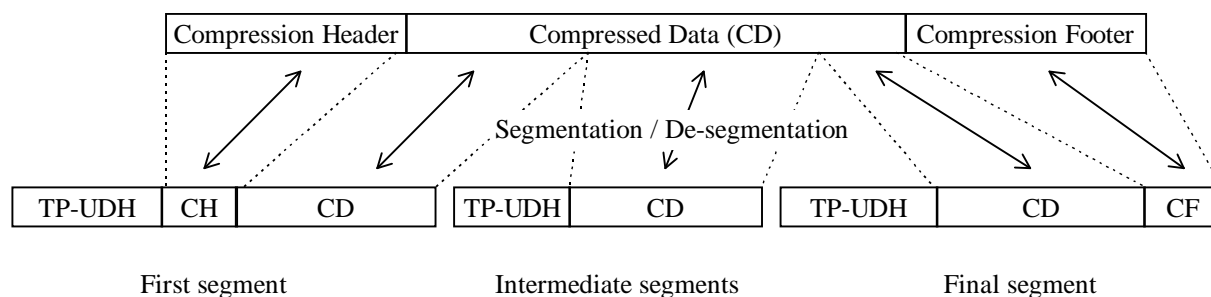 Compression Header Compressed Data (CD) Compression Footer
Segmentation / De-segmentation
TP-UDH CH CD TP-UDH CD TP-UDH CD CF
First segment Intermediate segments Final segment